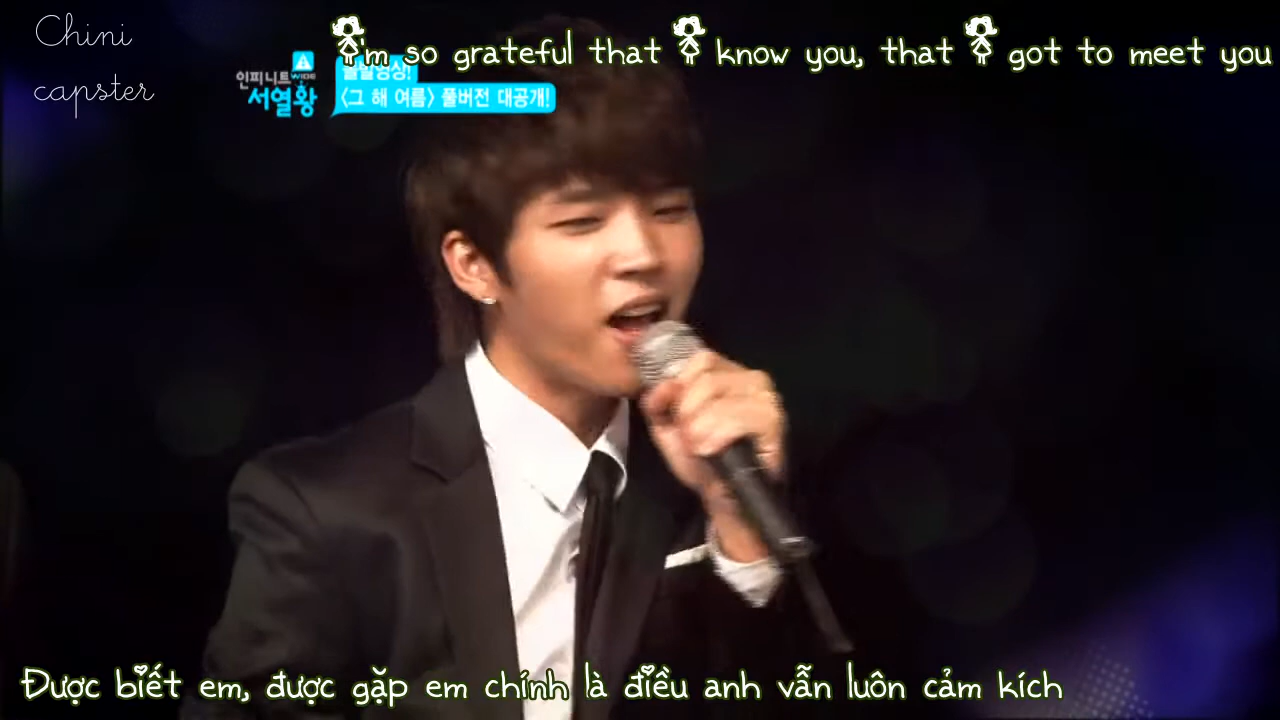 Chini
capster
I'm so grateful that I know you, that I got to meet you
인피니트 WIDE
서열왕
<그 해 여름> 풀버전 대공개!
Được biết em, được gặp em chính là điều anh vẫn luôn cảm kích